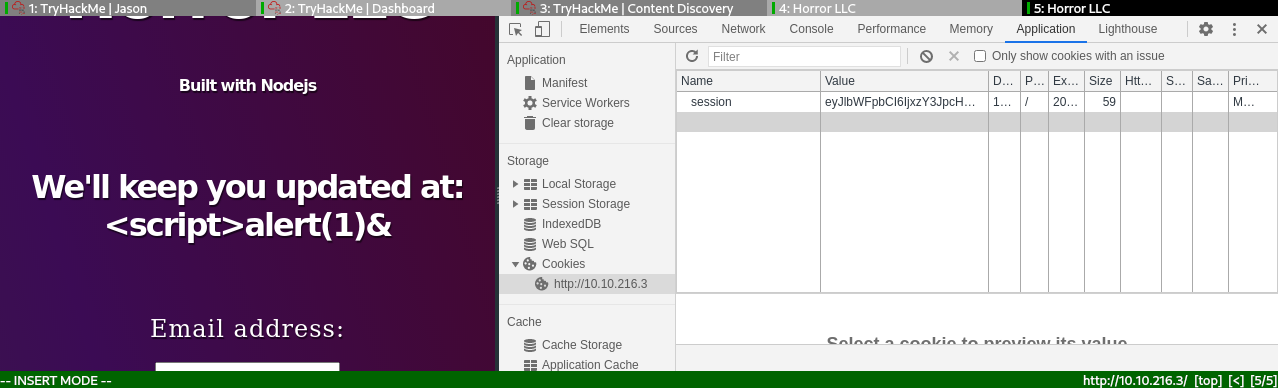 1: TryHackMe | Jason
2: TryHackMe | Dashboard
3: TryHackMe | Content Discovery
4: Horror LLC
5: Horror LLC
Built with Nodejs
We'll keep you updated at:
<script>alert(1)&
Email address:
Elements Sources Network Console Performance Memory Application Lighthouse
Application
Manifest
Service Workers
Clear storage
Storage
Local Storage
Session Storage
IndexedDB
Web SQL
Cookies
http://10.10.216.3
Cache
Cache Storage
Application Cache
Filter
Only show cookies with an issue
Name Value D... P... Ex... Size Htt... S... Sa... Pri...
session eyJlbWFpbCI6IjxzY3JpcH... 1... / 20... 59 M...
Select a cookie to preview its value
-- INSERT MODE --
http://10.10.216.3/ [top] [<] [5/5]